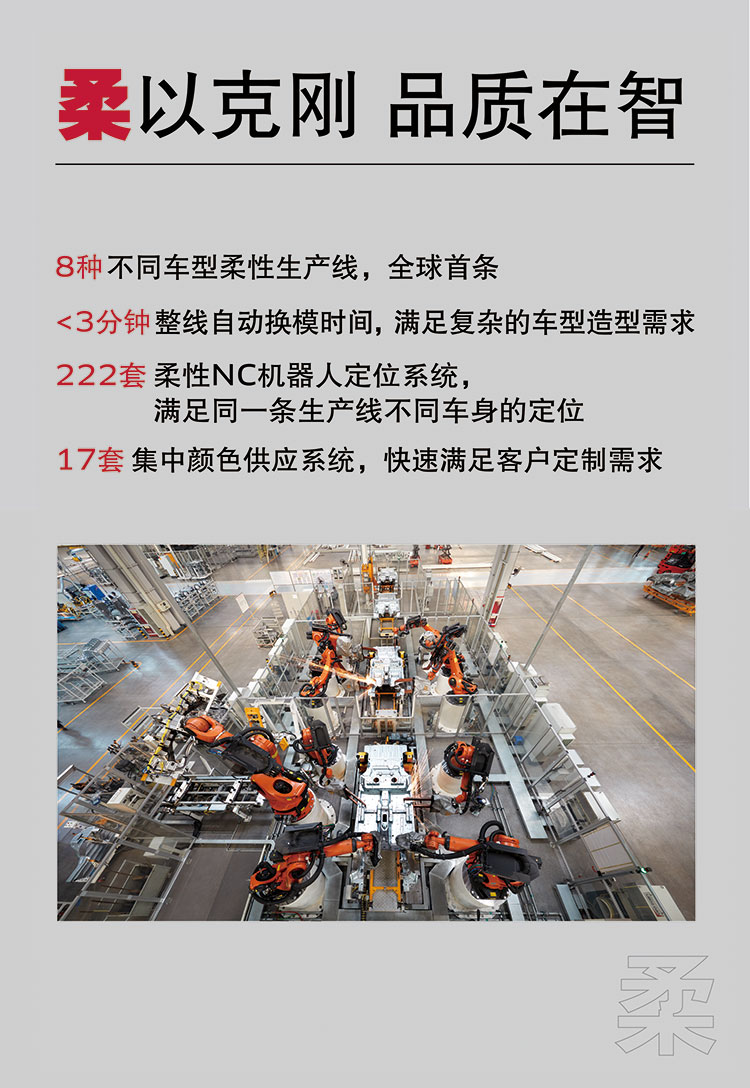 柔以克刚 品质在智
8种 不同车型柔性生产线，全球首条
<3分钟 整线自动换模时间，满足复杂的车型造型需求
222套 柔性NC机器人定位系统，
满足同一条生产线不同车身的定位
17套 集中颜色供应系统，快速满足客户定制需求
柔